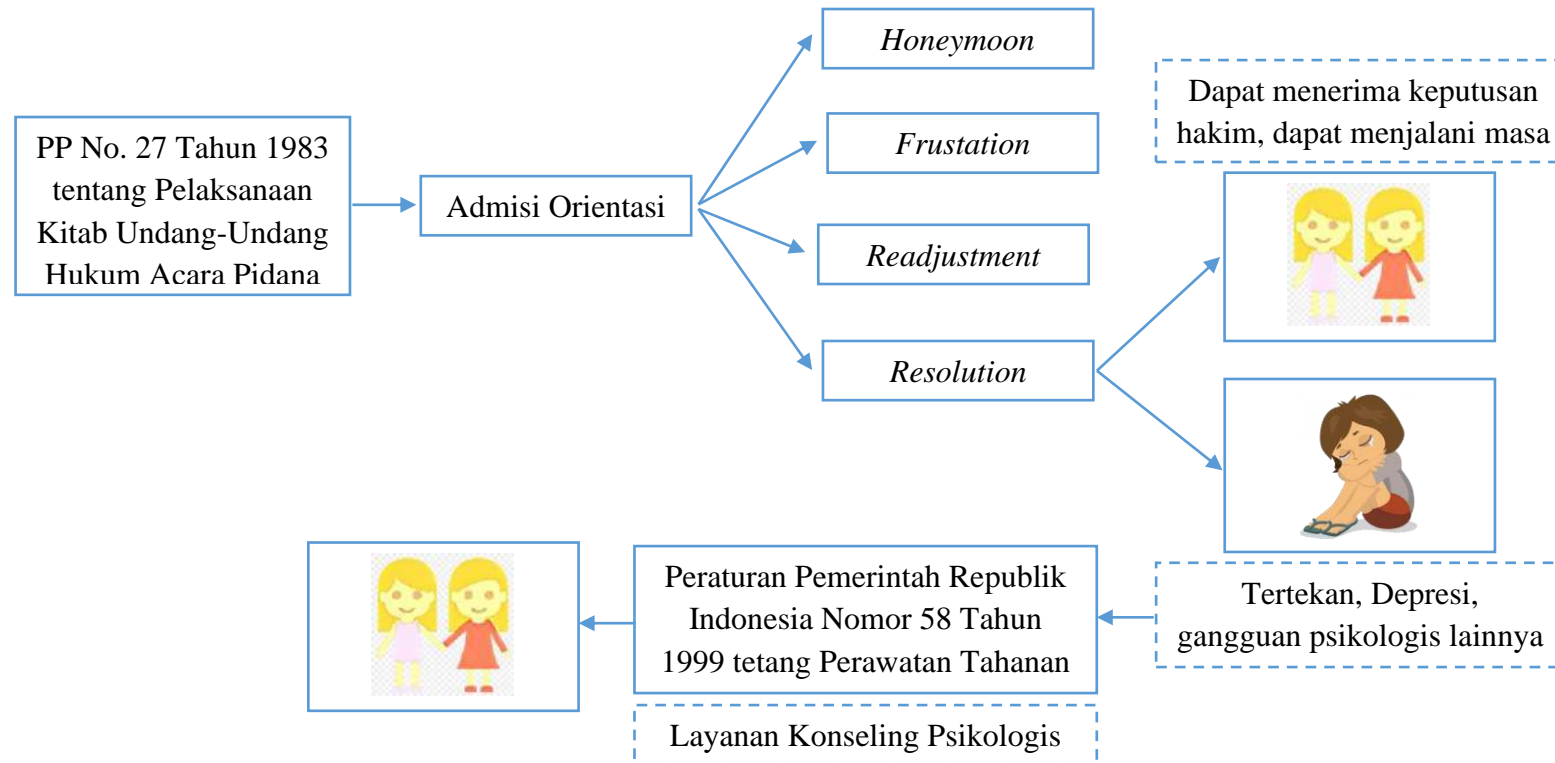 PP No. 27 Tahun 1983
tentang Pelaksanaan
Kitab Undang-Undang
Hukum Acara Pidana
Admisi Orientasi
Honeymoon
Frustation
Readjustment
Resolution
Dapat menerima keputusan
hakim, dapat menjalani masa
Tertekan, Depresi,
gangguan psikologis lainnya
Peraturan Pemerintah Republik
Indonesia Nomor 58 Tahun
1999 tetang Perawatan Tahanan
Layanan Konseling Psikologis